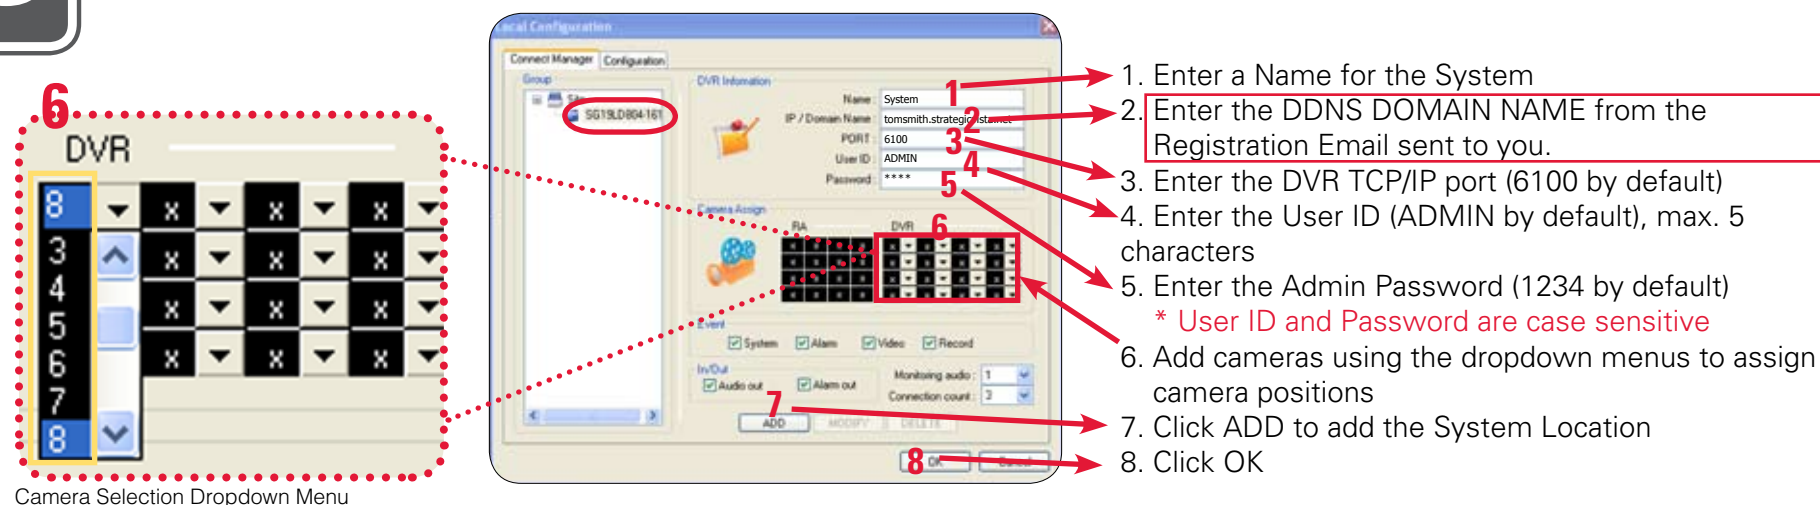 6
DVR
8 x x x
3 x x x
4
5 x x x
6 x x x
7
8
Camera Selection Dropdown Menu
Local Configuration
Connect Manager Configuration
Group
Site
SG19LD804-161
DVR Infomation
Name : System 1
IP / Domain Name : 2
PORT : 6100 3
User ID : ADMIN 4
Password : **** 5
Camera Assign
RA DVR 6
x x x x x x x x
x x x x x x x x
x x x x x x x x
x x x x x x x x
Event
System Alarm Video Record
In/Out
Audio out Alarm out
Monitoring audio : 1
Connection count : 3
7
ADD MODIFY DELETE
8 OK Cancel
1. Enter a Name for the System
2. Enter the DDNS DOMAIN NAME from the
Registration Email sent to you.
3. Enter the DVR TCP/IP port (6100 by default)
4. Enter the User ID (ADMIN by default), max. 5
characters
5. Enter the Admin Password (1234 by default)
* User ID and Password are case sensitive
6. Add cameras using the dropdown menus to assign
camera positions
7. Click ADD to add the System Location
8. Click OK